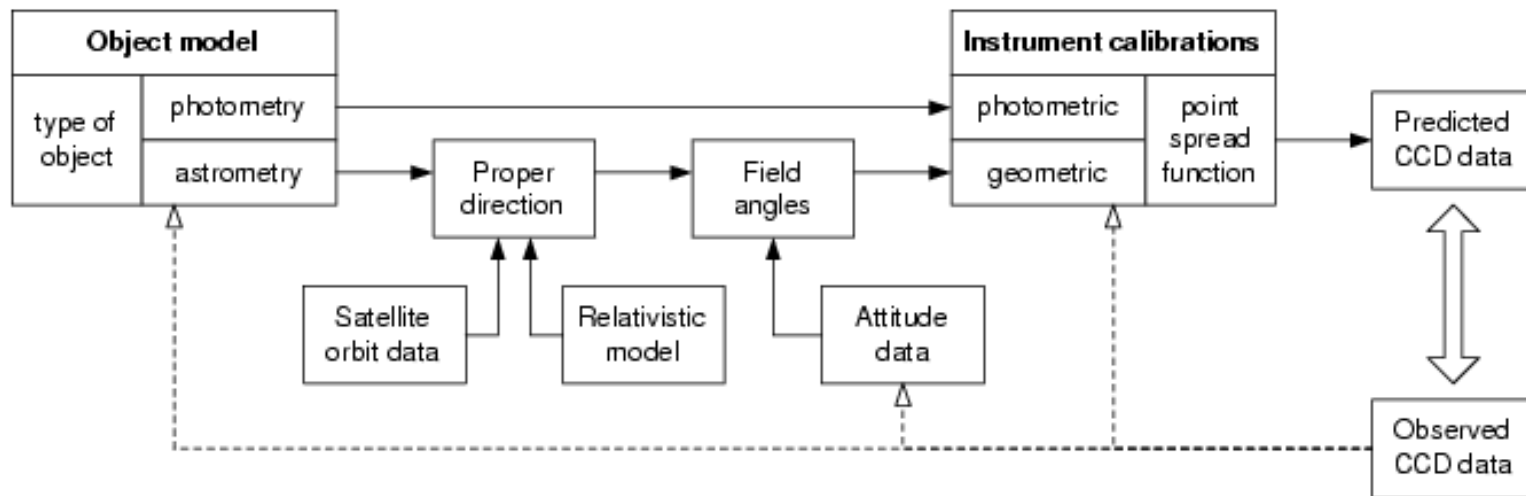 Object model
type of
object
photometry
astrometry
Proper
direction
Field
angles
Instrument calibrations
photometric
geometric
point
spread
function
Predicted
CCD data
Satellite
orbit data
Relativistic
model
Attitude
data
Observed
CCD data